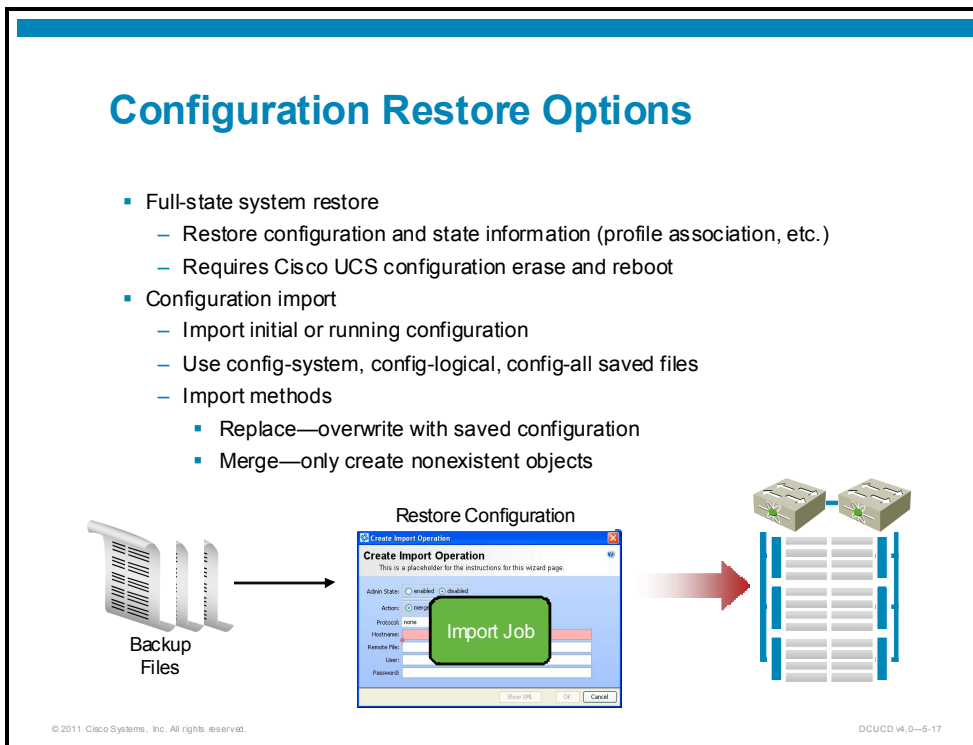 Configuration Restore Options
▪ Full-state system restore
– Restore configuration and state information (profile association, etc.)
– Requires Cisco UCS configuration erase and reboot
▪ Configuration import
– Import initial or running configuration
– Use config-system, config-logical, config-all saved files
– Import methods
▪ Replace—overwrite with saved configuration
▪ Merge—only create nonexistent objects
Restore Configuration
Create Import Operation
Create Import Operation
This is a placeholder for the instructions for this wizard page.
Admin State: enabled disabled
Action:
Protocol: none
Hostname:
Remote File:
User:
Password:
Import Job
Show XML OK Cancel
Backup
Files
© 2011 Cisco Systems, Inc. All rights reserved.
DCUCD v4.0—5-17